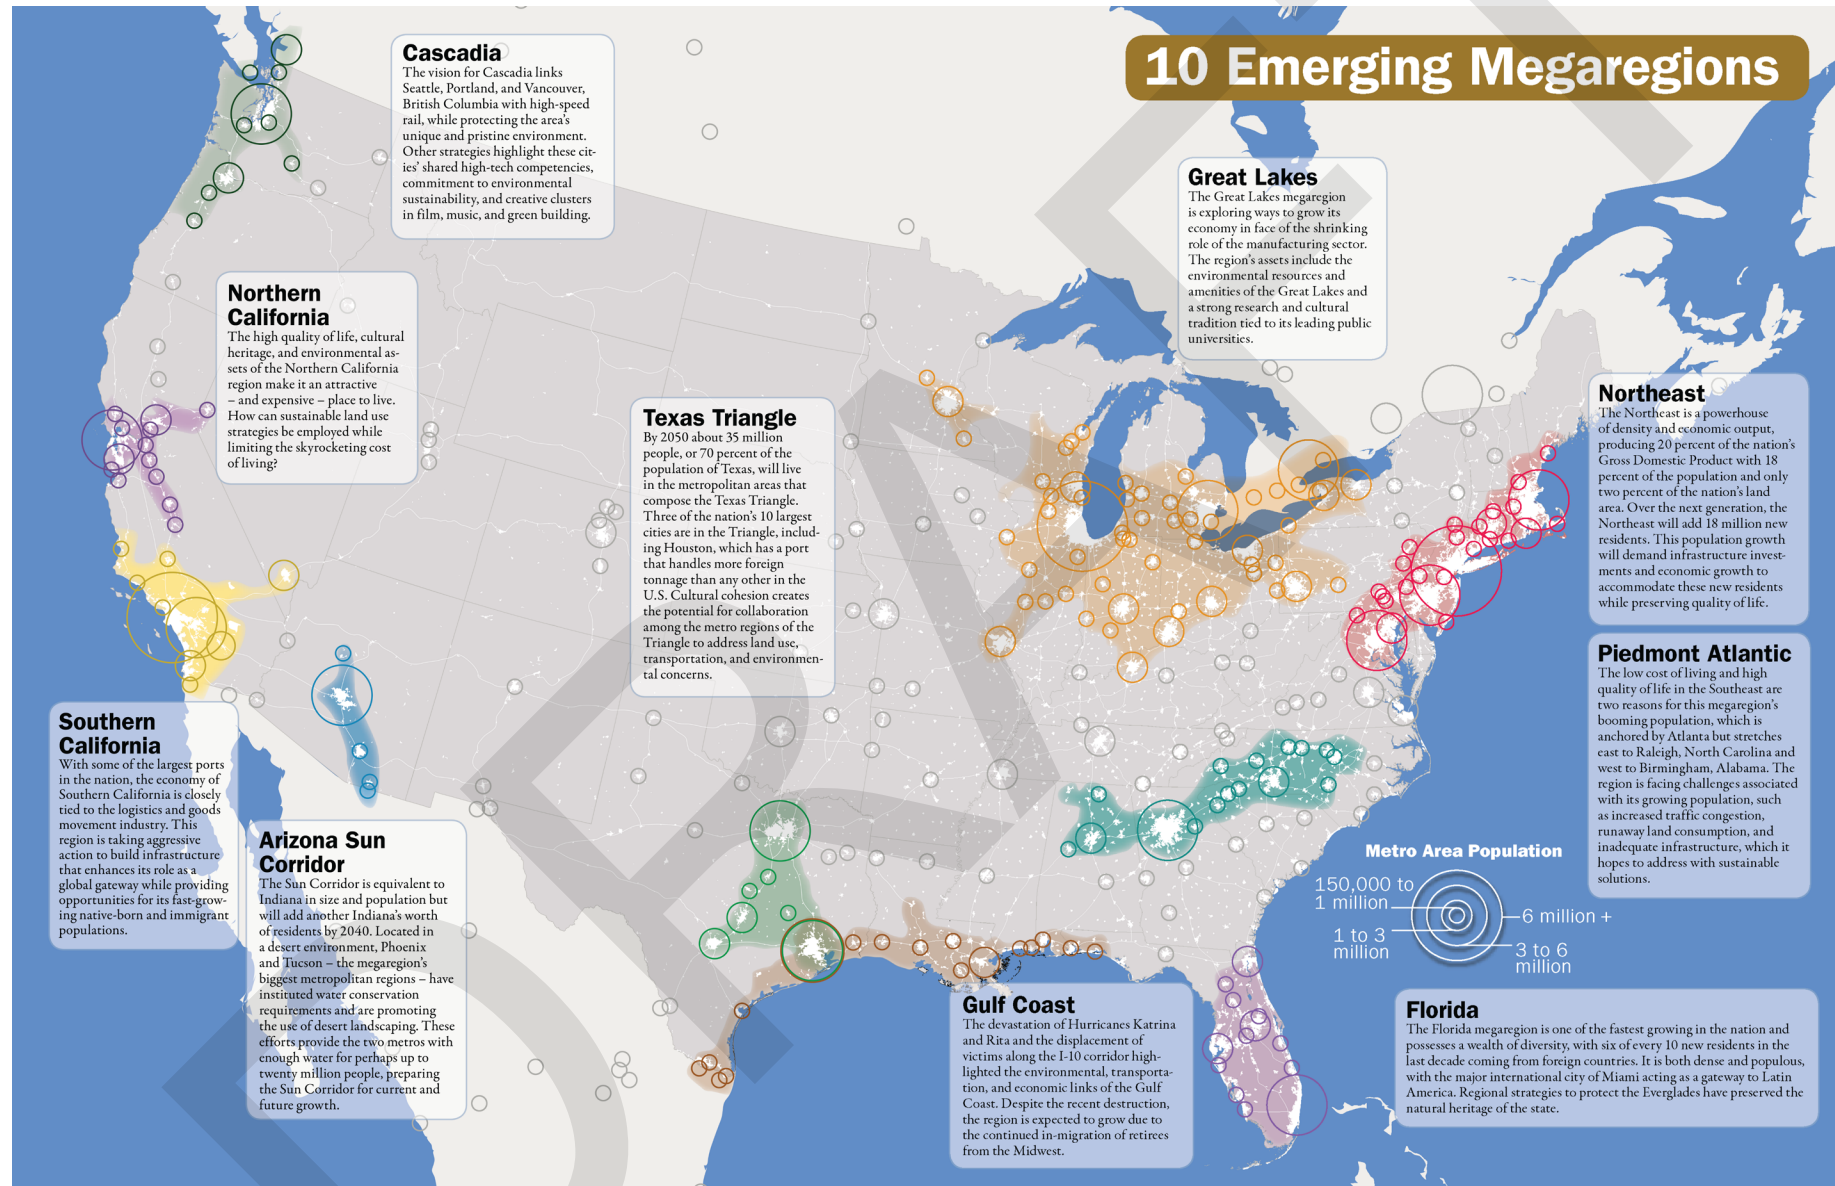 10 Emerging Megaregions
Cascadia
The vision for Cascadia links
Seattle, Portland, and Vancouver,
British Columbia with high-speed
rail, while protecting the area's
unique and pristine environment.
Other strategies highlight these cit-
ies' shared high-tech competencies,
commitment to environmental
sustainability, and creative clusters
in film, music, and green building.
Great Lakes
The Great Lakes megaregion
is exploring ways to grow its
economy in face of the shrinking
role of the manufacturing sector.
The region's assets include the
environmental resources and
amenities of the Great Lakes and
a strong research and cultural
tradition tied to its leading public
universities.
Northern
California
The high quality of life, cultural
heritage, and environmental as-
sets of the Northern California
region make it an attractive
– and expensive – place to live.
How can sustainable land use
strategies be employed while
limiting the skyrocketing cost
of living?
Texas Triangle
By 2050 about 35 million
people, or 70 percent of the
population of Texas, will live
in the metropolitan areas that
compose the Texas Triangle.
Three of the nation's 10 largest
cities are in the Triangle, includ-
ing Houston, which has a port
that handles more foreign
tonnage than any other in the
U.S. Cultural cohesion creates
the potential for collaboration
among the metro regions of the
Triangle to address land use,
transportation, and environmen-
tal concerns.
Northeast
The Northeast is a powerhouse
of density and economic output,
producing 20 percent of the nation's
Gross Domestic Product with 18
percent of the population and only
two percent of the nation's land
area. Over the next generation, the
Northeast will add 18 million new
residents. This population growth
will demand infrastructure invest-
ments and economic growth to
accommodate these new residents
while preserving quality of life.
Piedmont Atlantic
The low cost of living and high
quality of life in the Southeast are
two reasons for this megaregion's
booming population, which is
anchored by Atlanta but stretches
east to Raleigh, North Carolina and
west to Birmingham, Alabama. The
region is facing challenges associated
with its growing population, such
as increased traffic congestion,
runaway land consumption, and
inadequate infrastructure, which it
hopes to address with sustainable
solutions.
Southern
California
With some of the largest ports
in the nation, the economy of
Southern California is closely
tied to the logistics and goods
movement industry. This
region is taking aggressive
action to build infrastructure
that enhances its role as a
global gateway while providing
opportunities for its fast-grow-
ing native-born and immigrant
populations.
Arizona Sun
Corridor
The Sun Corridor is equivalent to
Indiana in size and population but
will add another Indiana's worth
of residents by 2040. Located in
a desert environment, Phoenix
and Tucson – the megaregion's
biggest metropolitan regions – have
instituted water conservation
requirements and are promoting
the use of desert landscaping. These
efforts provide the two metros with
enough water for perhaps up to
twenty million people, preparing
the Sun Corridor for current and
future growth.
Metro Area Population
150,000 to
1 million
1 to 3
million
6 million +
3 to 6
million
Gulf Coast
The devastation of Hurricanes Katrina
and Rita and the displacement of
victims along the I-10 corridor high-
lighted the environmental, transporta-
tion, and economic links of the Gulf
Coast. Despite the recent destruction,
the region is expected to grow due to
the continued in-migration of retirees
from the Midwest.
Florida
The Florida megaregion is one of the fastest growing in the nation and
possesses a wealth of diversity, with six of every 10 new residents in the
last decade coming from foreign countries. It is both dense and populous,
with the major international city of Miami acting as a gateway to Latin
America. Regional strategies to protect the Everglades have preserved the
natural heritage of the state.
DRAFT